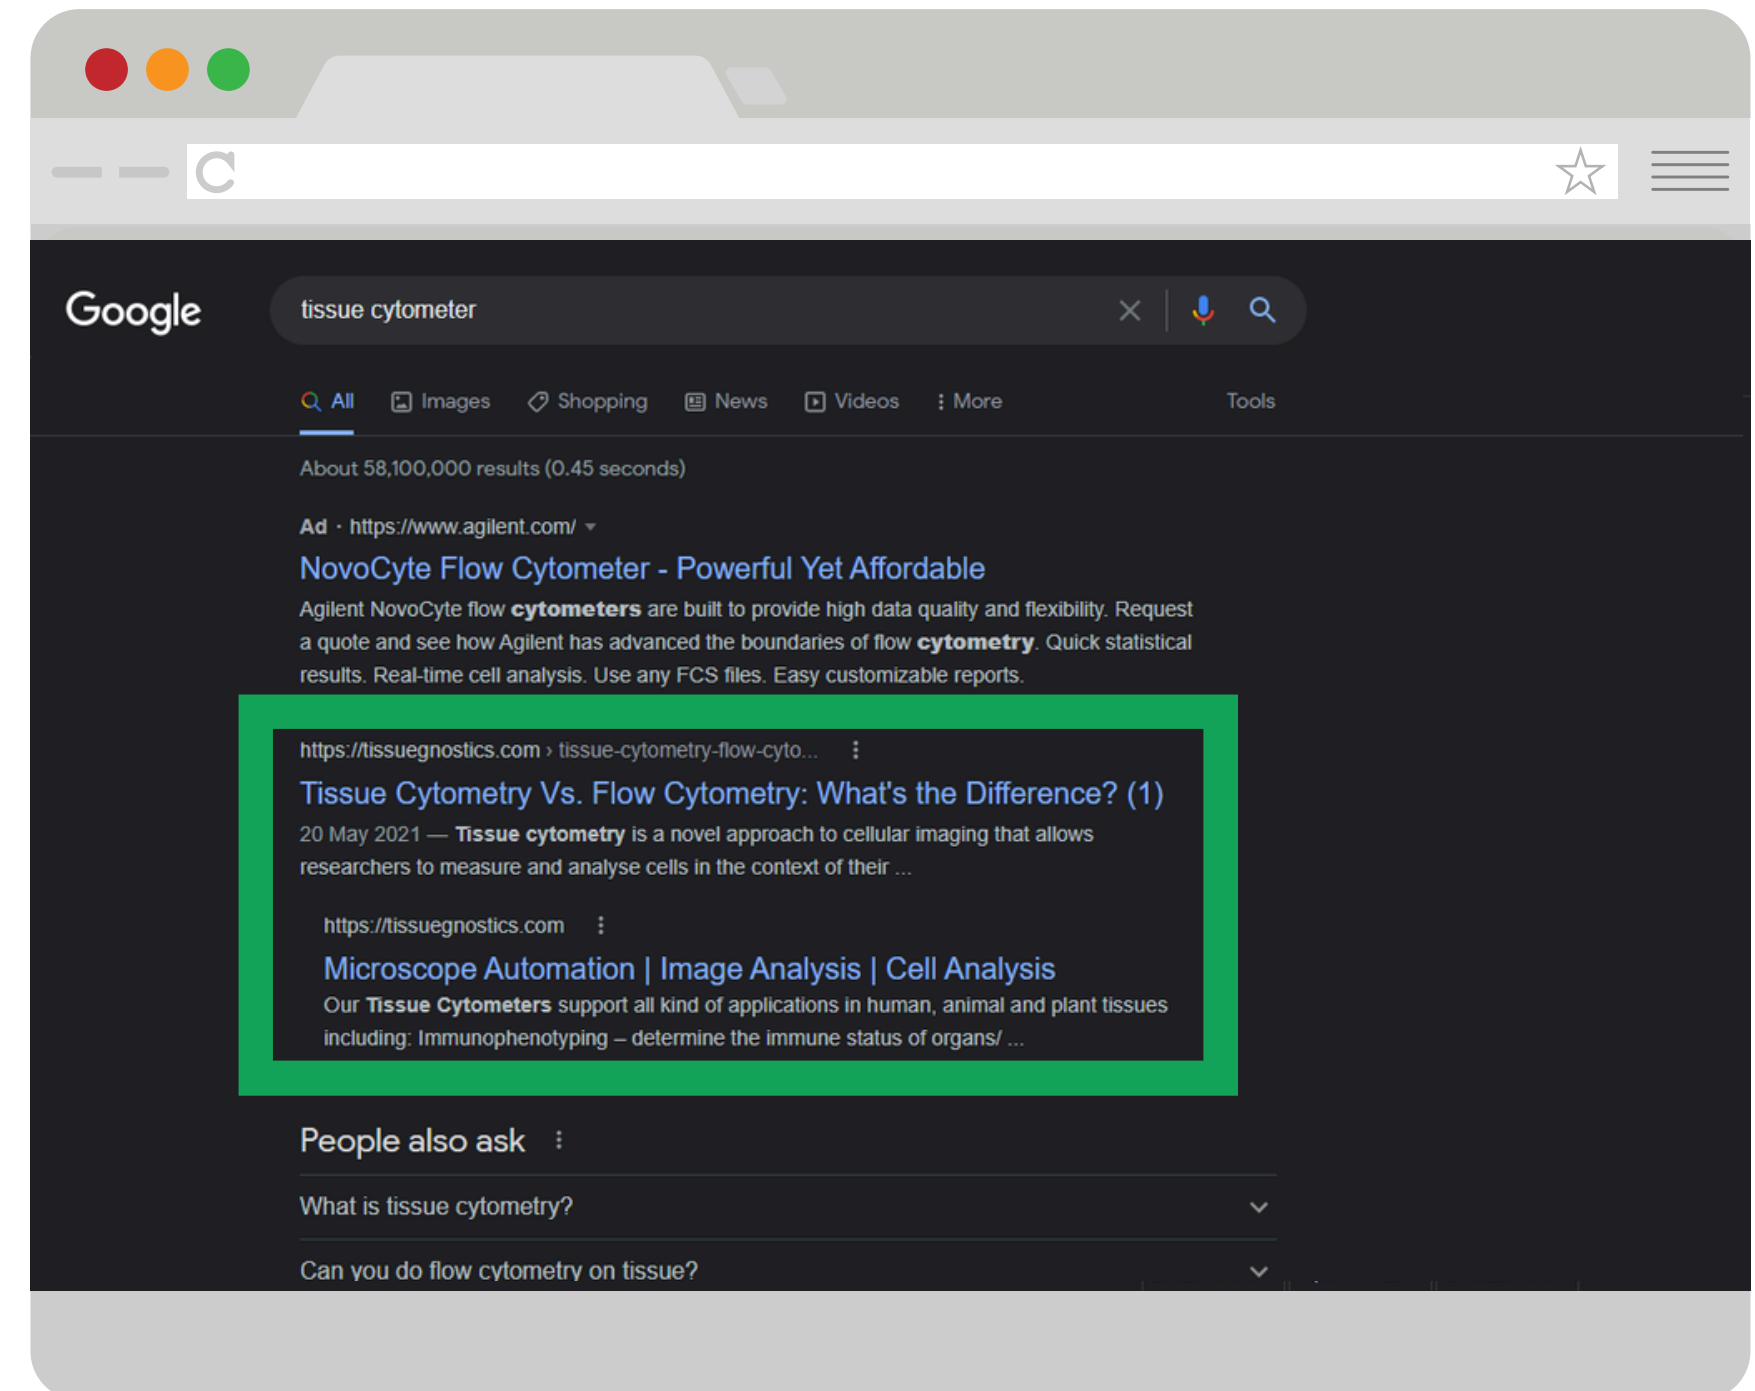 Google
tissue cytometer
All Images Shopping News Videos More Tools
About 58,100,000 results (0.45 seconds)
Ad · https://www.agilent.com/
NovoCyte Flow Cytometer - Powerful Yet Affordable
Agilent NovoCyte flow cytometers are built to provide high data quality and flexibility. Request
a quote and see how Agilent has advanced the boundaries of flow cytometry. Quick statistical
results. Real-time cell analysis. Use any FCS files. Easy customizable reports.
https://tissuegnostics.com › tissue-cytometry-flow-cyto...
Tissue Cytometry Vs. Flow Cytometry: What's the Difference? (1)
20 May 2021 — Tissue cytometry is a novel approach to cellular imaging that allows
researchers to measure and analyse cells in the context of their ...
https://tissuegnostics.com
Microscope Automation | Image Analysis | Cell Analysis
Our Tissue Cytometers support all kind of applications in human, animal and plant tissues
including: Immunophenotyping – determine the immune status of organs/ ...
People also ask
What is tissue cytometry?
Can you do flow cytometry on tissue?